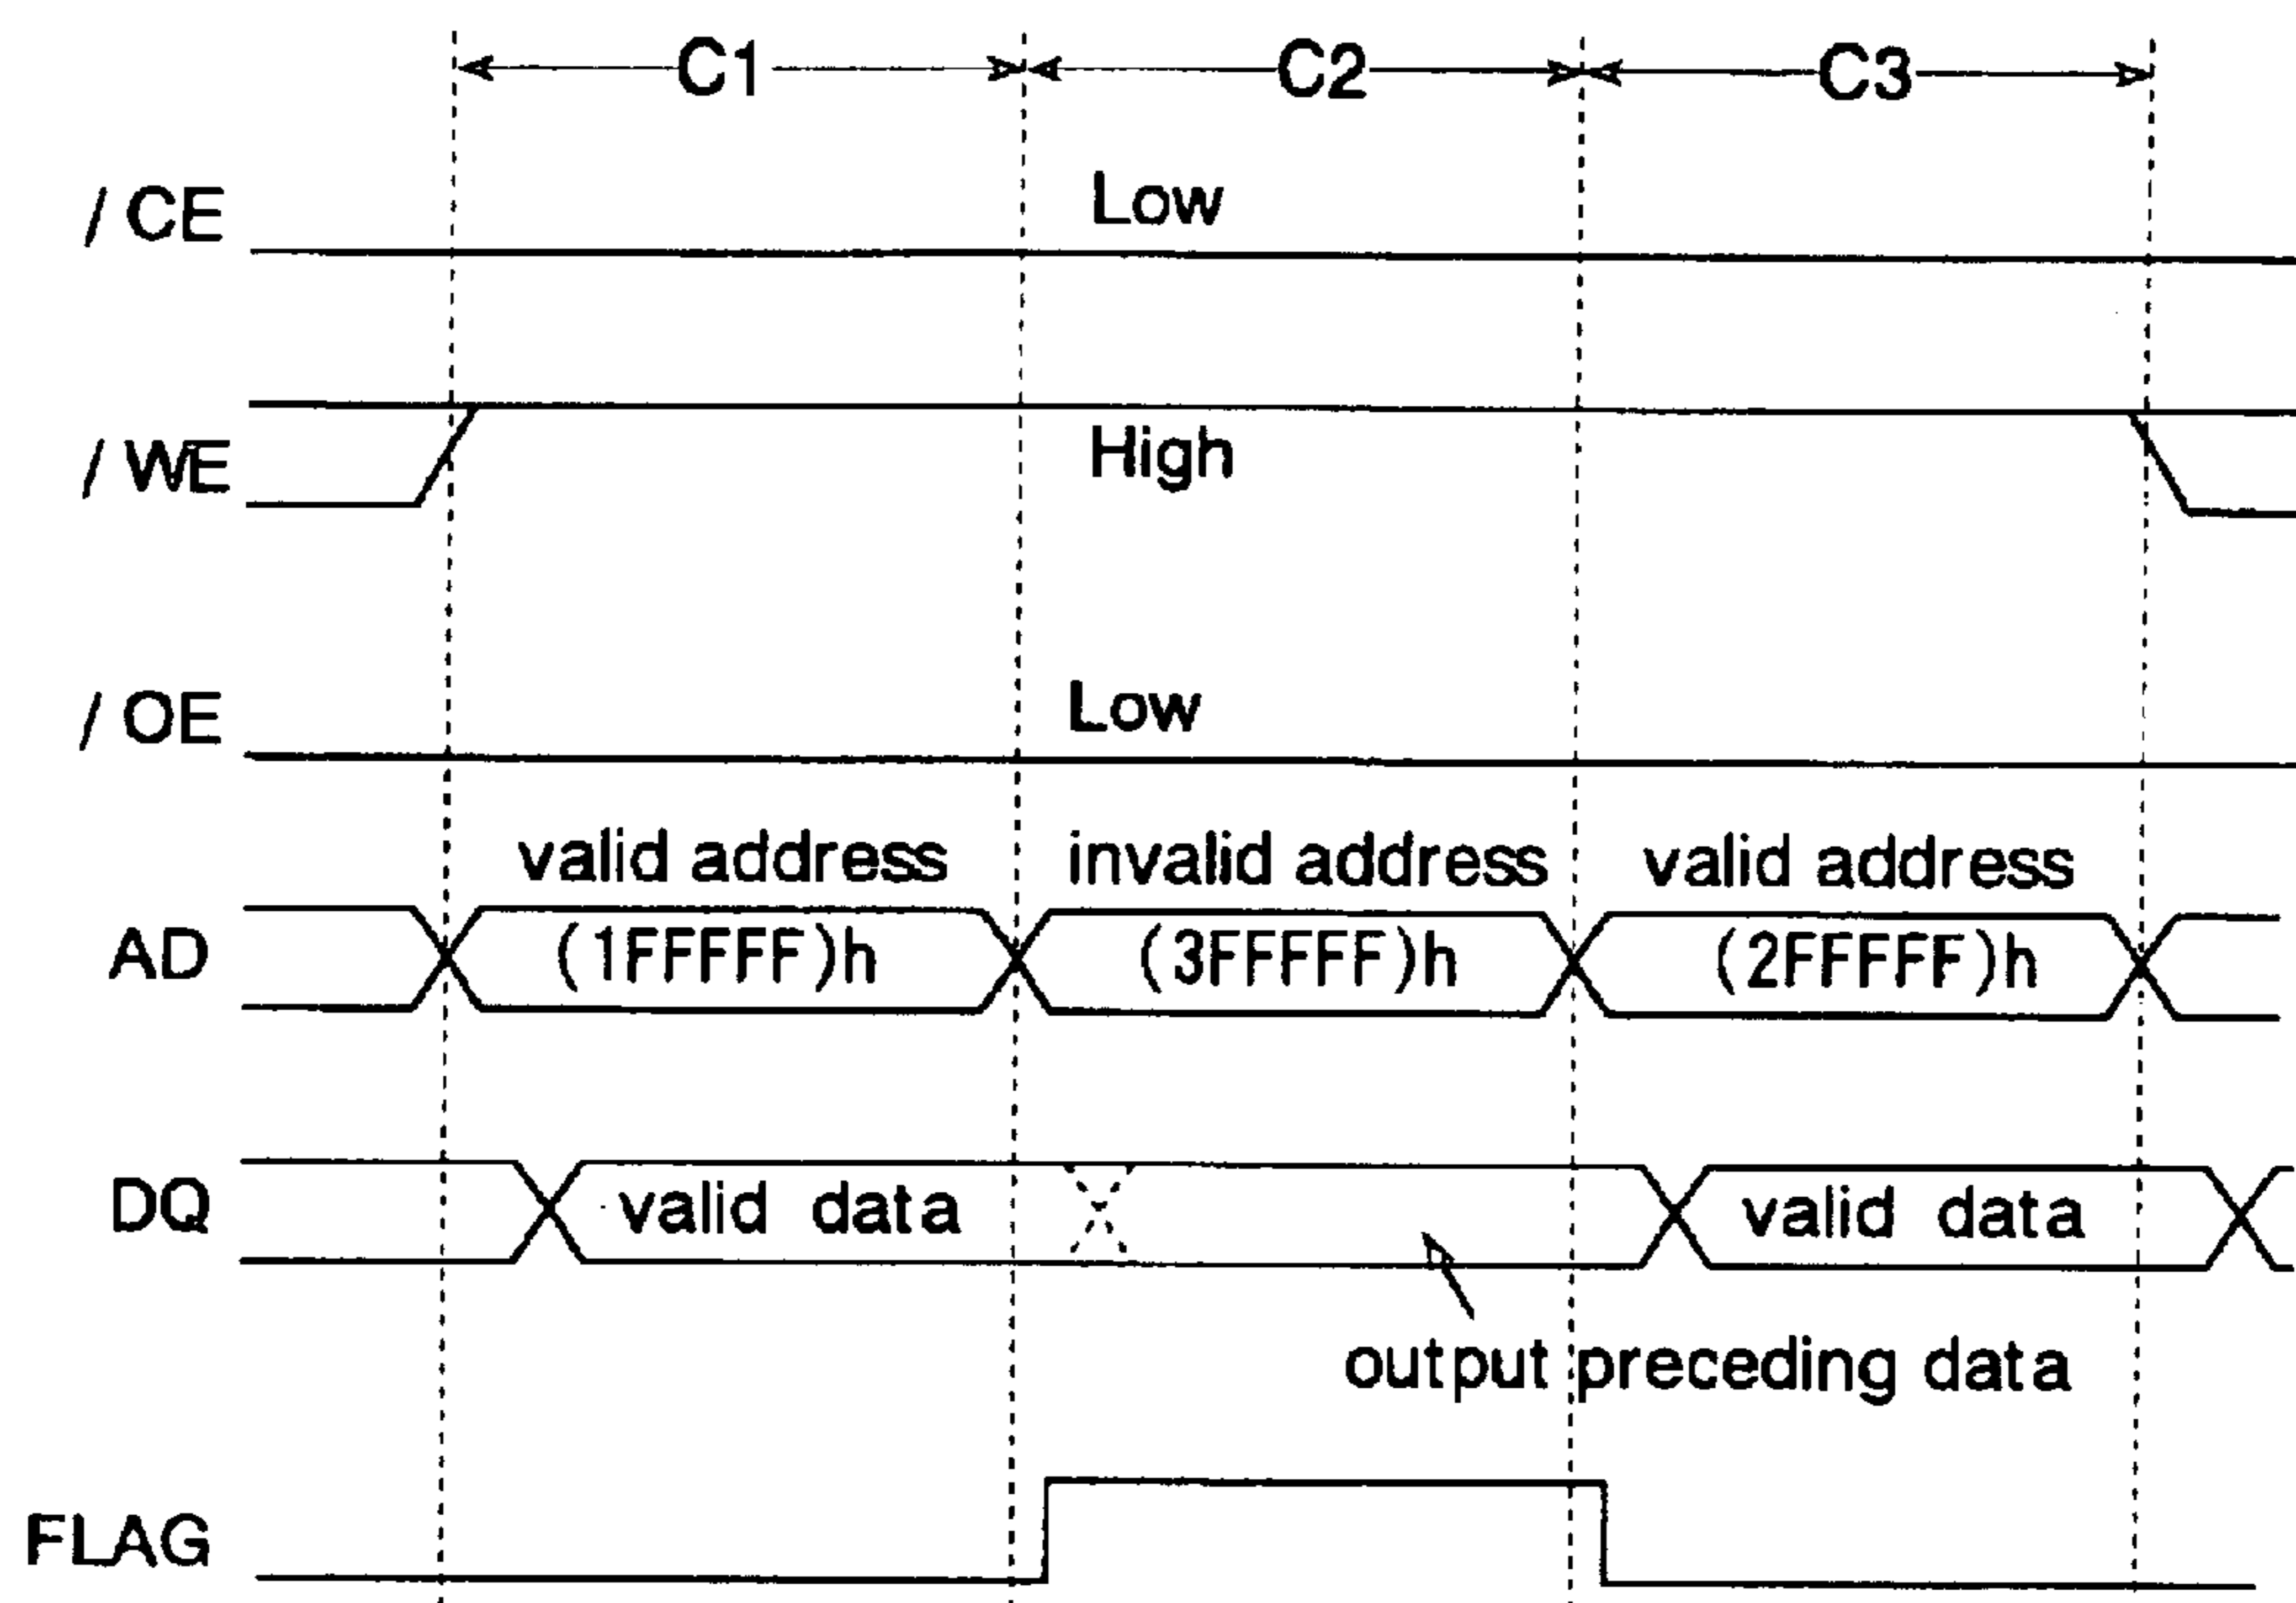 C1 C2 C3
/ CE Low
/ WE High
/ OE Low
valid address invalid address valid address
AD (1FFFFF)h (3FFFFF)h (2FFFFF)h
DQ valid data valid data
output preceding data
FLAG